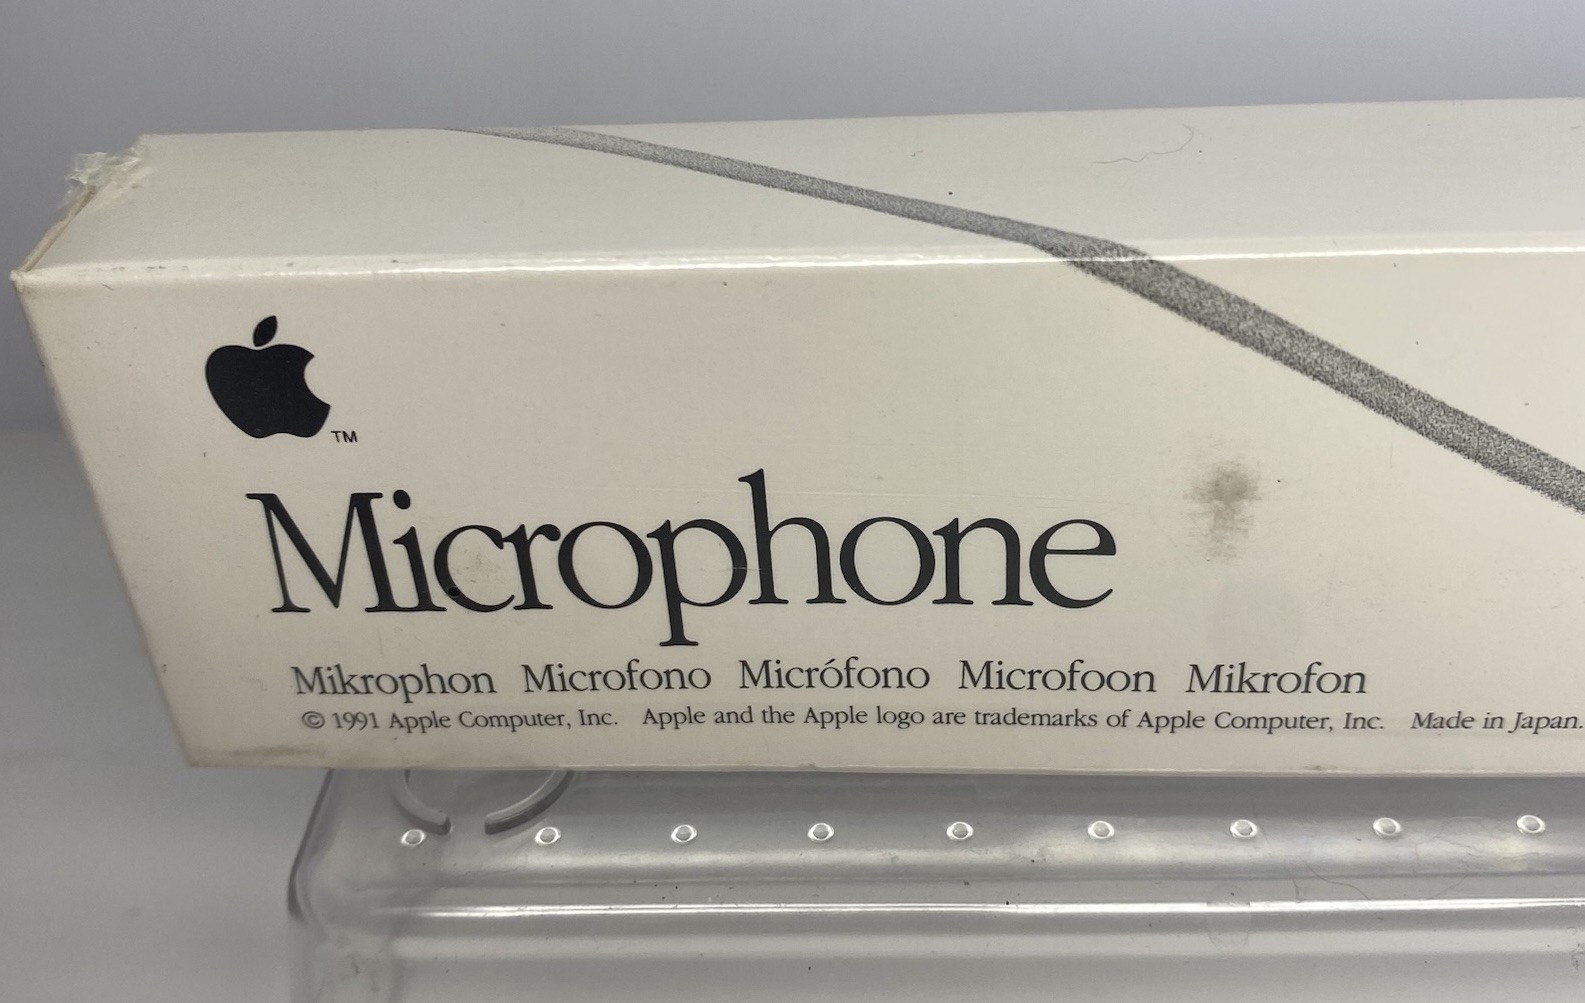 TM
Microphone
Mikrophon Microfono Micrófono Microfoon Mikrofon
© 1991 Apple Computer, Inc. Apple and the Apple logo are trademarks of Apple Computer, Inc. Made in Japan.